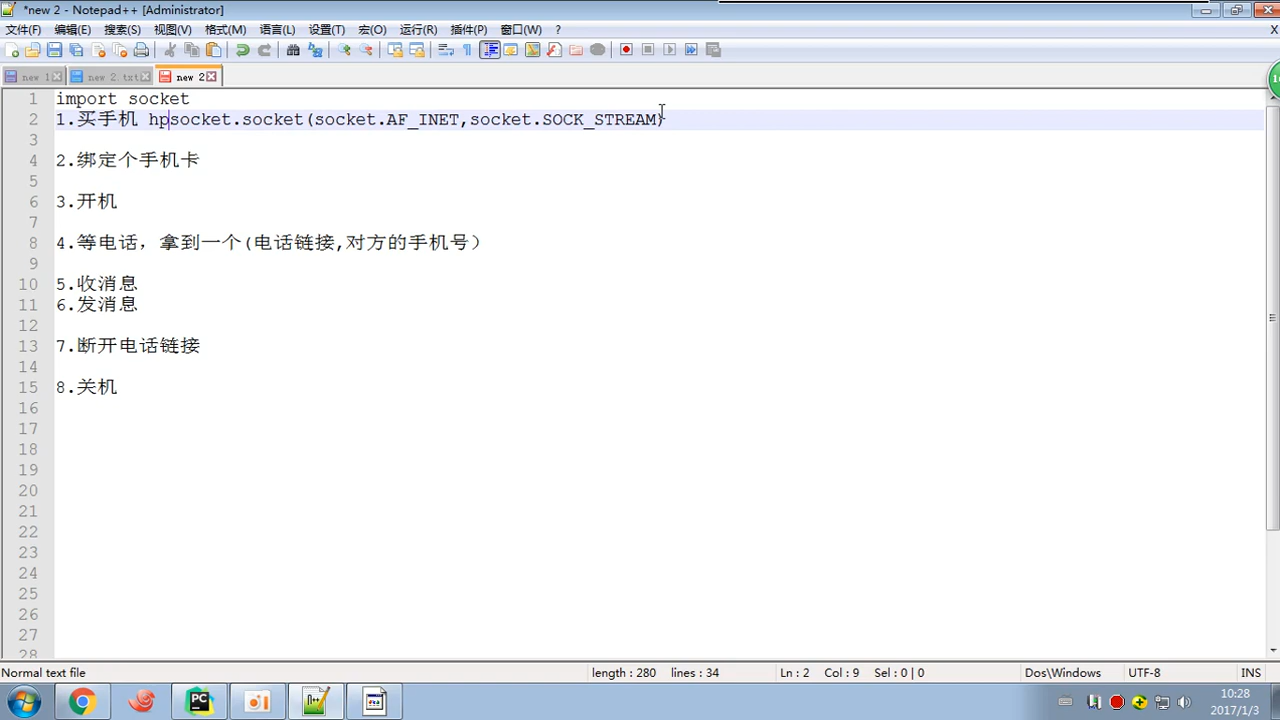 *new 2 - Notepad++ [Administrator]
文件(F) 编辑(E) 搜索(S) 视图(V) 格式(M) 语言(L) 设置(T) 宏(O) 运行(R) 插件(P) 窗口(W) ? X
new 1 new 2.txt new 2
1 import socket
2 1.买手机 hpsocket.socket(socket.AF_INET,socket.SOCK_STREAM)
3
4 2.绑定个手机卡
5
6 3.开机
7
8 4.等电话，拿到一个(电话链接,对方的手机号）
9
10 5.收消息
11 6.发消息
12
13 7.断开电话链接
14
15 8.关机
16
17
18
19
20
21
22
23
24
25
26
27
28
Normal text file length : 280 lines : 34 Ln : 2 Col : 9 Sel : 0 | 0 Dos\Windows UTF-8 INS
PC
10:28
2017/1/3